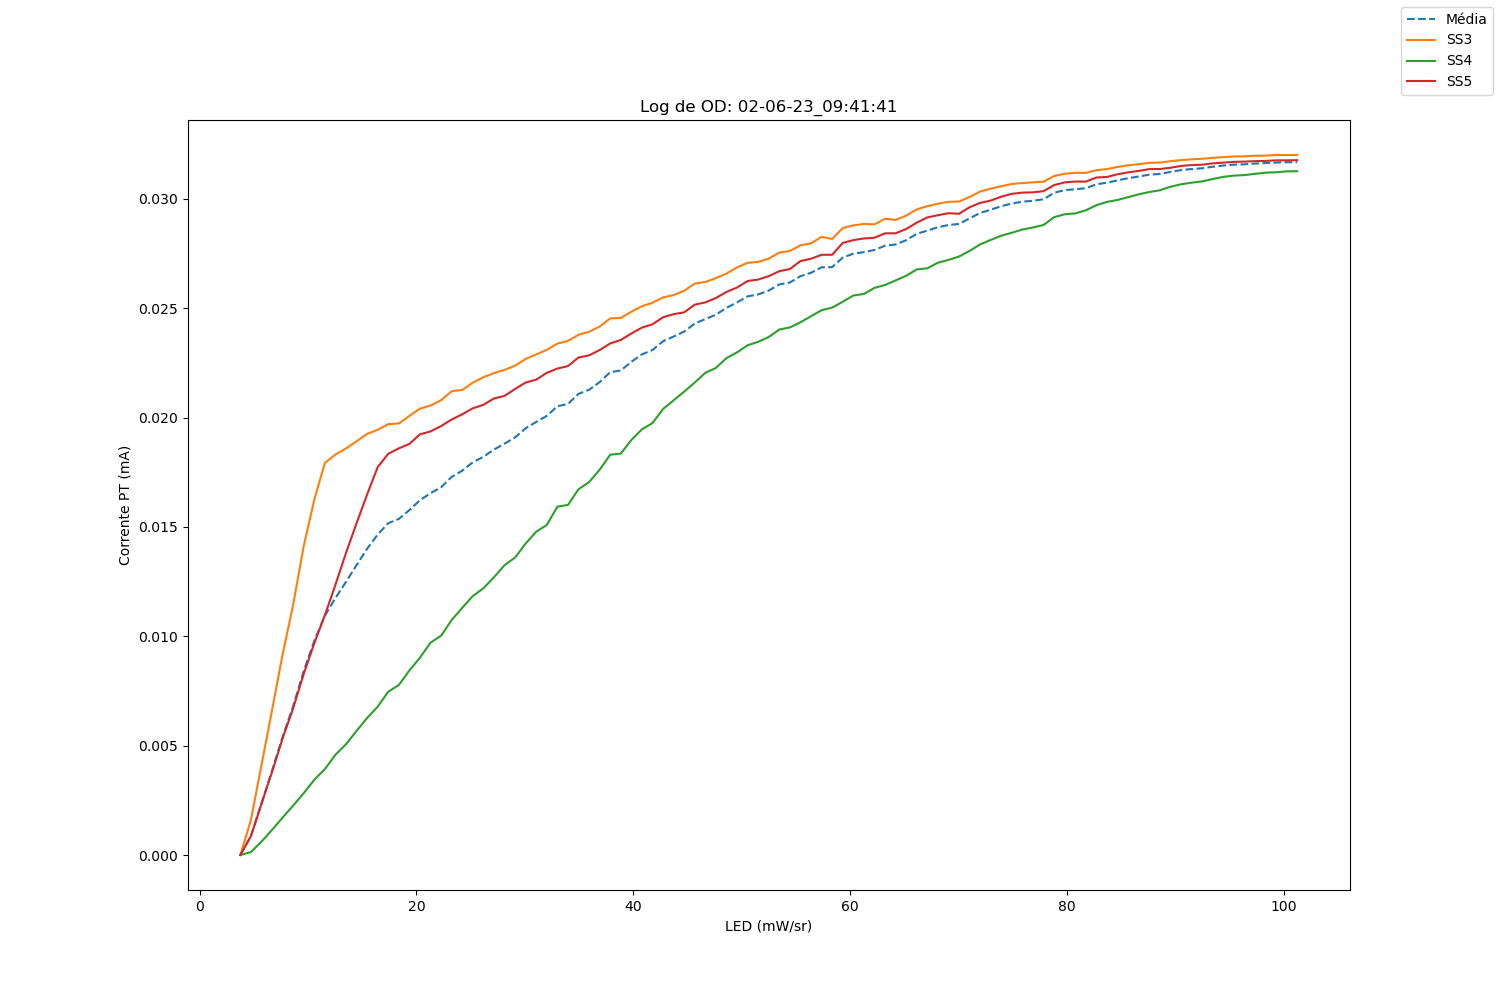 Média
SS3
SS4
SS5
Log de OD: 02-06-23_09:41:41
0.030
0.025
0.020
0.015
0.010
0.005
0.000
Corrente PT (mA)
0 20 40 60 80 100
LED (mW/sr)